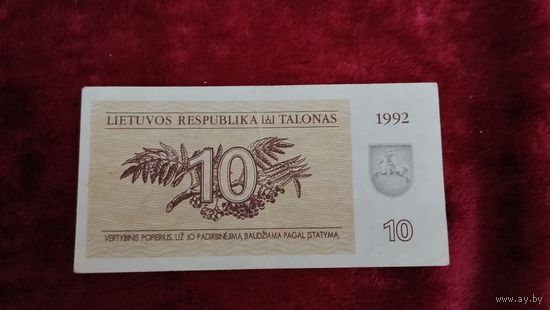 LIETUVOS RESPUBLIKA TALONAS
1992
10
10
VERTYBINIS POPIERIUS. UŽ JO PADIRBINĖJIMĄ BAUDŽIAMA PAGAL ĮSTATYMĄ
www.ay.by